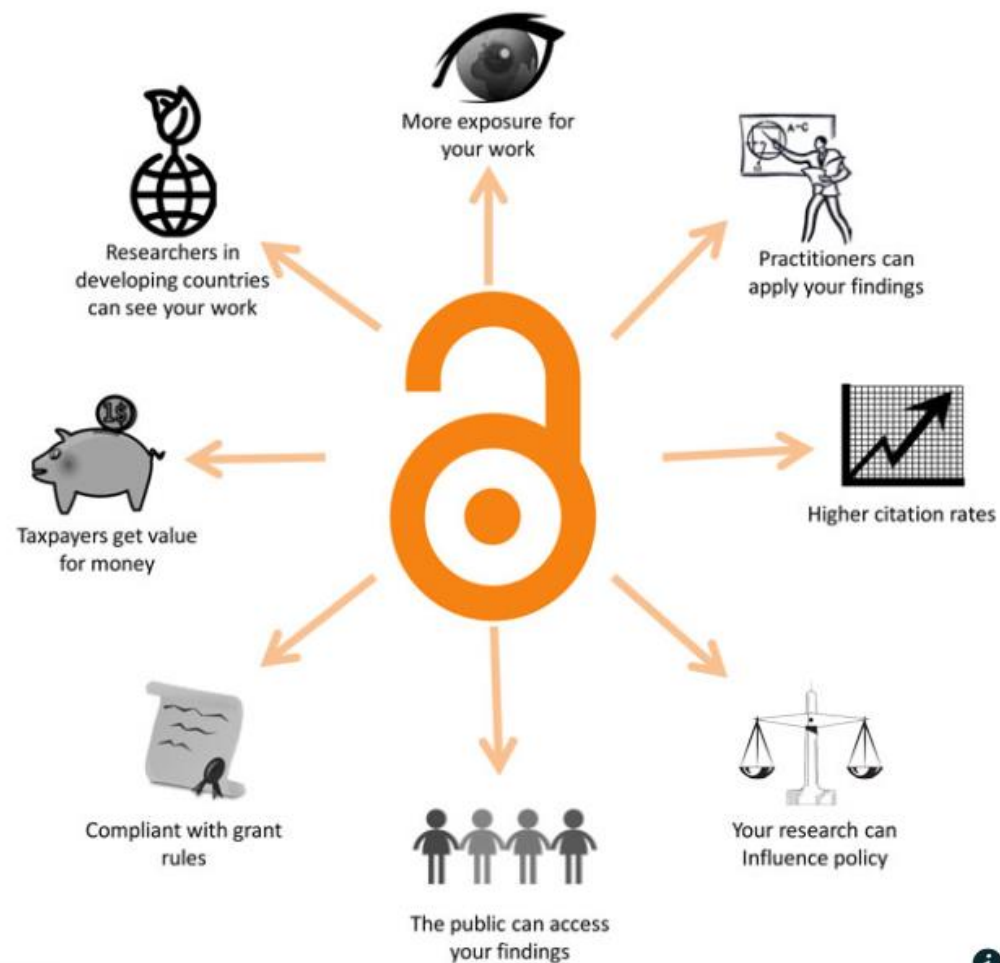 More exposure for
your work
Practitioners can
apply your findings
Higher citation rates
Your research can
Influence policy
The public can access
your findings
Compliant with grant
rules
Taxpayers get value
for money
Researchers in
developing countries
can see your work
1$
A-C
i